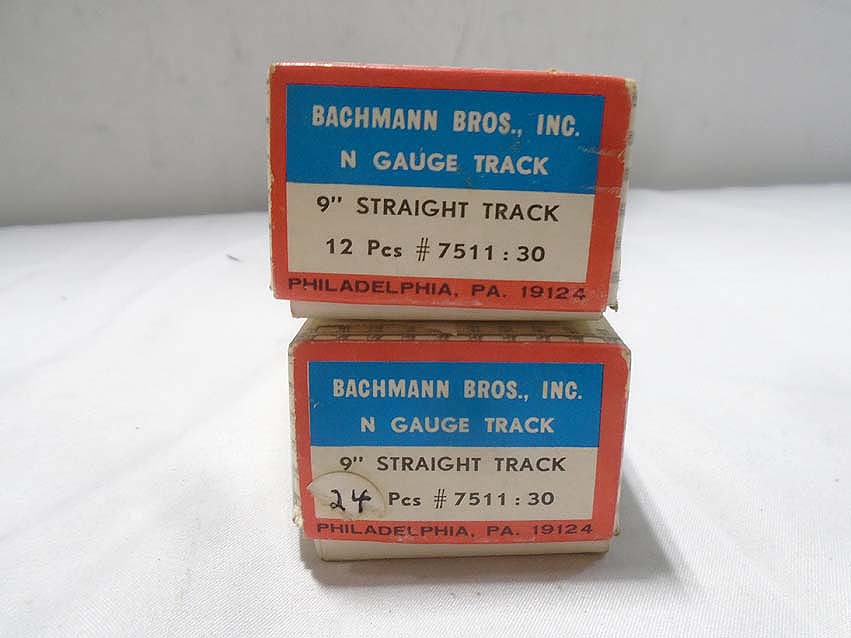 BACHMANN BROS., INC.
N GAUGE TRACK
9" STRAIGHT TRACK
12 Pcs # 7511 : 30
PHILADELPHIA, PA. 19124
BACHMANN BROS., INC.
N GAUGE TRACK
9" STRAIGHT TRACK
24 Pcs # 7511 : 30
PHILADELPHIA, PA. 19124